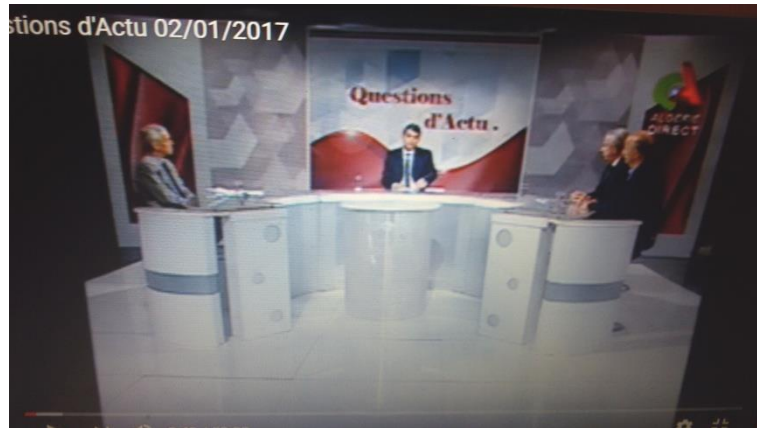 stions d'Actu 02/01/2017
Questions
d'Actu.
ALGERIE
DIRECT